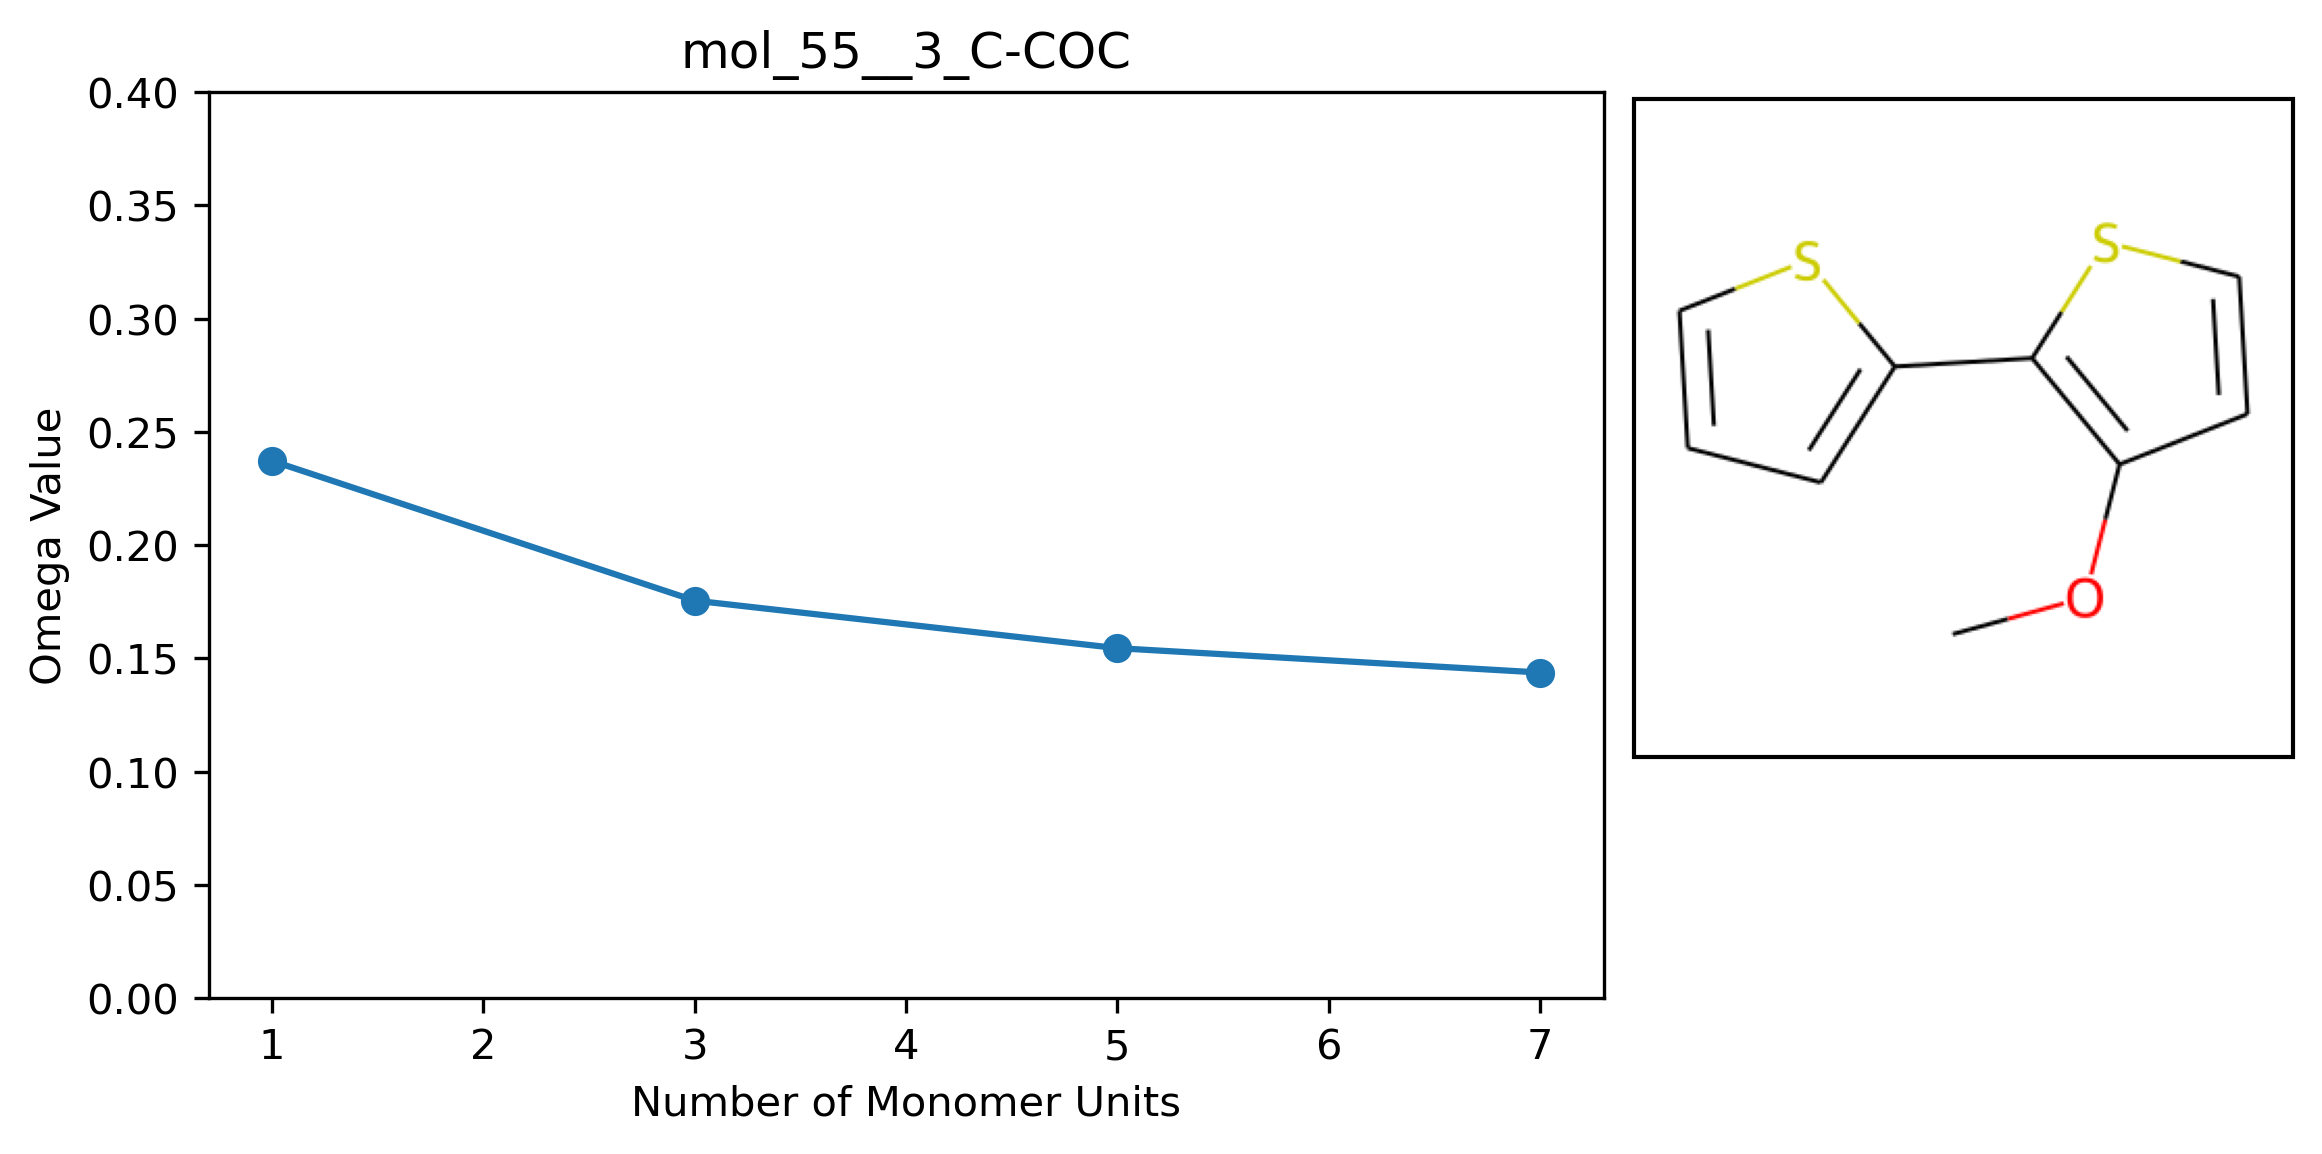 mol_55__3_C-COC
0.40
0.35
0.30
0.25
0.20
0.15
0.10
0.05
0.00
Omega Value
1 2 3 4 5 6 7
Number of Monomer Units
S
S
O